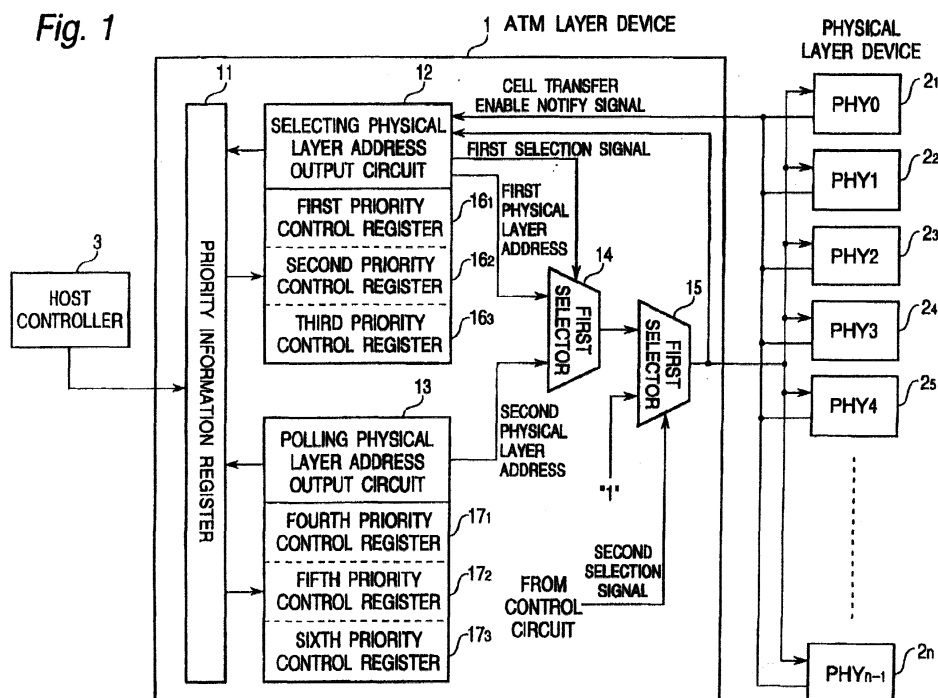 Fig. 1
1 ATM LAYER DEVICE
PHYSICAL
LAYER DEVICE
11
12
CELL TRANSFER
ENABLE NOTIFY SIGNAL
SELECTING PHYSICAL
LAYER ADDRESS
OUTPUT CIRCUIT
FIRST SELECTION SIGNAL
FIRST
PHYSICAL
LAYER
ADDRESS
FIRST PRIORITY
CONTROL REGISTER
161
SECOND PRIORITY
CONTROL REGISTER
162
THIRD PRIORITY
CONTROL REGISTER
163
3
HOST
CONTROLLER
PRIORITY INFORMATION REGISTER
14
FIRST
SELECTOR
15
FIRST
SELECTOR
13
POLLING PHYSICAL
LAYER ADDRESS
OUTPUT CIRCUIT
SECOND
PHYSICAL
LAYER
ADDRESS
"1"
FOURTH PRIORITY
CONTROL REGISTER
171
FIFTH PRIORITY
CONTROL REGISTER
172
SIXTH PRIORITY
CONTROL REGISTER
173
SECOND
SELECTION
SIGNAL
FROM
CONTROL
CIRCUIT
PHY0
21
PHY1
22
PHY2
23
PHY3
24
PHY4
25
PHYn-1
2n